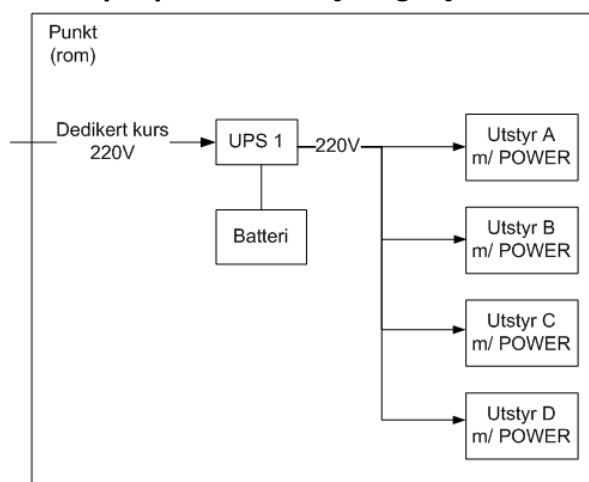 Punkt
(rom)
Dedikert kurs
220V
UPS 1
220V
Batteri
Utstyr A
m/ POWER
Utstyr B
m/ POWER
Utstyr C
m/ POWER
Utstyr D
m/ POWER